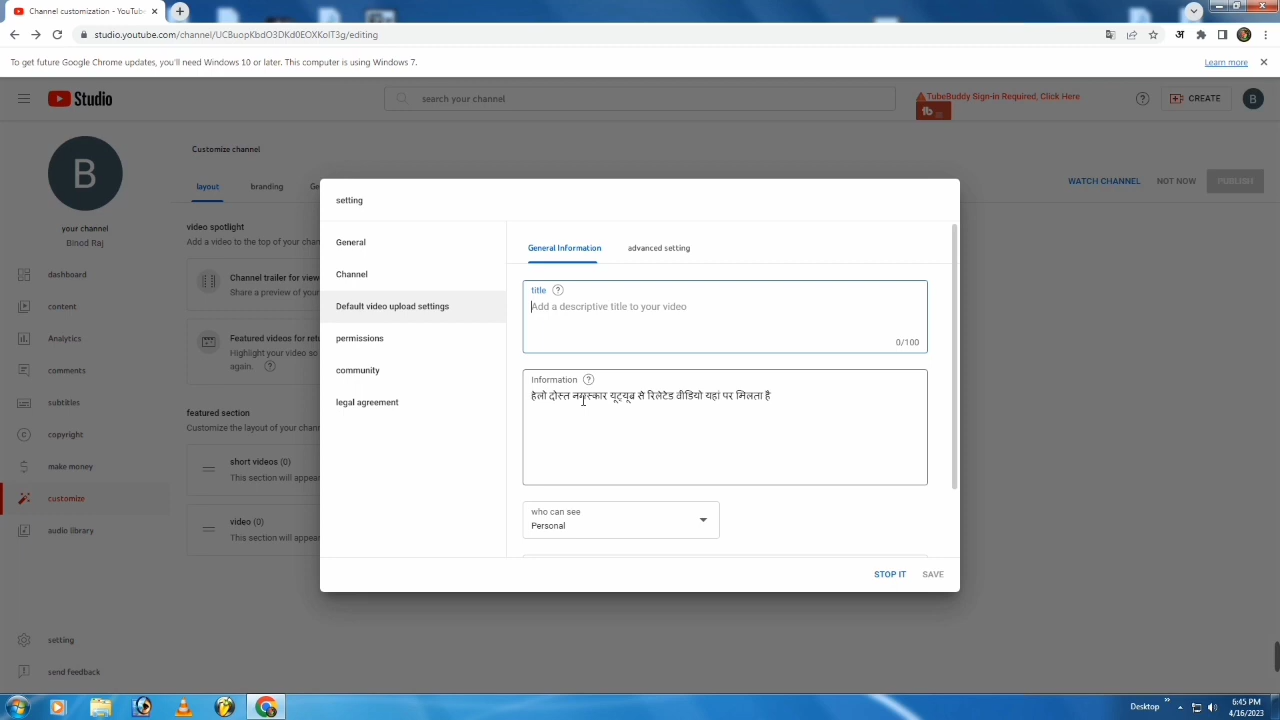 Channel customization - YouTu
studio.youtube.com/channel/UCBuopKbdO3DKd0EOXKoIT3g/editing
अ
To get future Google Chrome updates, you'll need Windows 10 or later. This computer is using Windows 7.
Learn more
Studio
search your channel
TubeBuddy Sign-in Required, Click Here
tb
CREATE
B
Customize channel
B
layout
branding
Ge
WATCH CHANNEL
NOT NOW
PUBLISH
your channel
Binod Raj
video spotlight
Add a video to the top of your chan
Channel trailer for view
Share a preview of your
Featured videos for retu
Highlight your video so
again.
featured section
Customize the layout of your chann
short videos (0)
This section will appear
video (0)
This section will appear
dashboard
content
Analytics
comments
subtitles
copyright
make money
customize
audio library
setting
send feedback
setting
General
Channel
Default video upload settings
permissions
community
legal agreement
General Information
advanced setting
title
Add a descriptive title to your video
0/100
Information
हेलो दोस्त नमस्कार यूट्यूब से रिलेटेड वीडियो यहां पर मिलता है
who can see
Personal
STOP IT
SAVE
Desktop
6:45 PM
4/16/2023